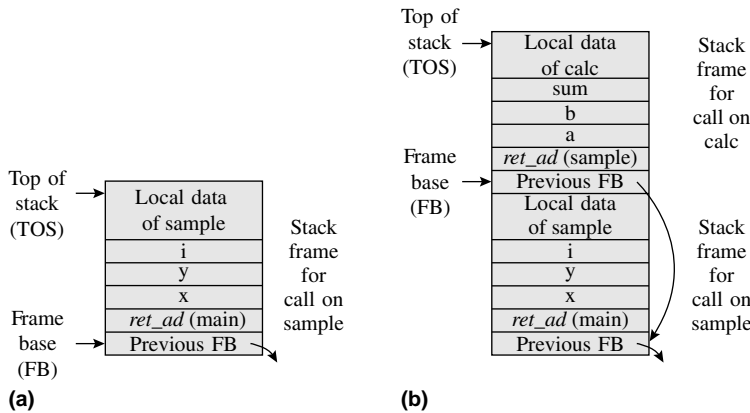 Top of
stack
(TOS)
Local data
of sample
i
y
x
ret_ad (main)
Previous FB
Frame
base
(FB)
Stack
frame
for
call on
sample
(a)
Top of
stack
(TOS)
Local data
of calc
sum
b
a
ret_ad (sample)
Previous FB
Frame
base
(FB)
Stack
frame
for
call on
calc
Local data
of sample
i
y
x
ret_ad (main)
Previous FB
Stack
frame
for
call on
sample
(b)